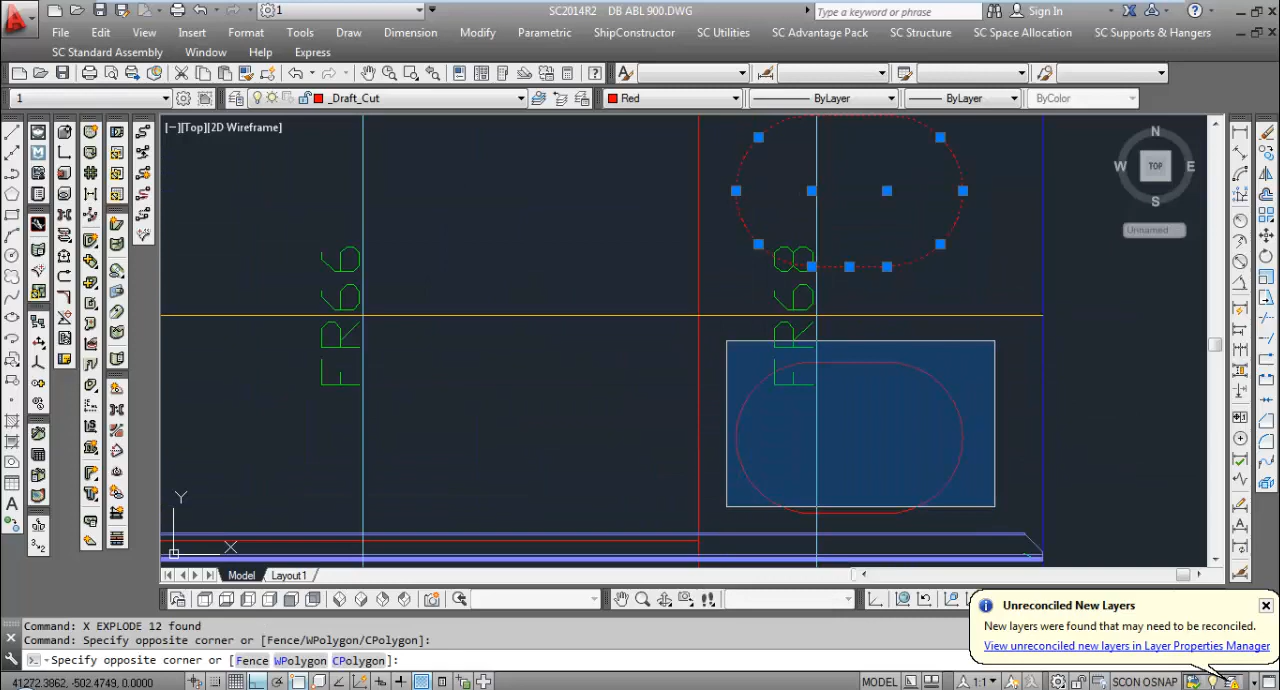 1
SC2014R2 DB ABL 900.DWG
Type a keyword or phrase
Sign In
File Edit View Insert Format Tools Draw Dimension Modify Parametric ShipConstructor SC Utilities SC Advantage Pack SC Structure SC Space Allocation SC Supports & Hangers
SC Standard Assembly Window Help Express
1
_Draft_Cut
Red
ByLayer
ByLayer
ByColor
[−][Top][2D Wireframe]
N
W TOP E
S
Unnamed
FR66
FR68
Y
X
Model Layout1
Command: X EXPLODE 12 found
Command: Specify opposite corner or [Fence/WPolygon/CPolygon]:
Specify opposite corner or [Fence WPolygon CPolygon]:
Unreconciled New Layers
New layers were found that may need to be reconciled.
View unreconciled new layers in Layer Properties Manager
41272.3862, -502.4749, 0.0000
MODEL
1:1
SCON OSNAP